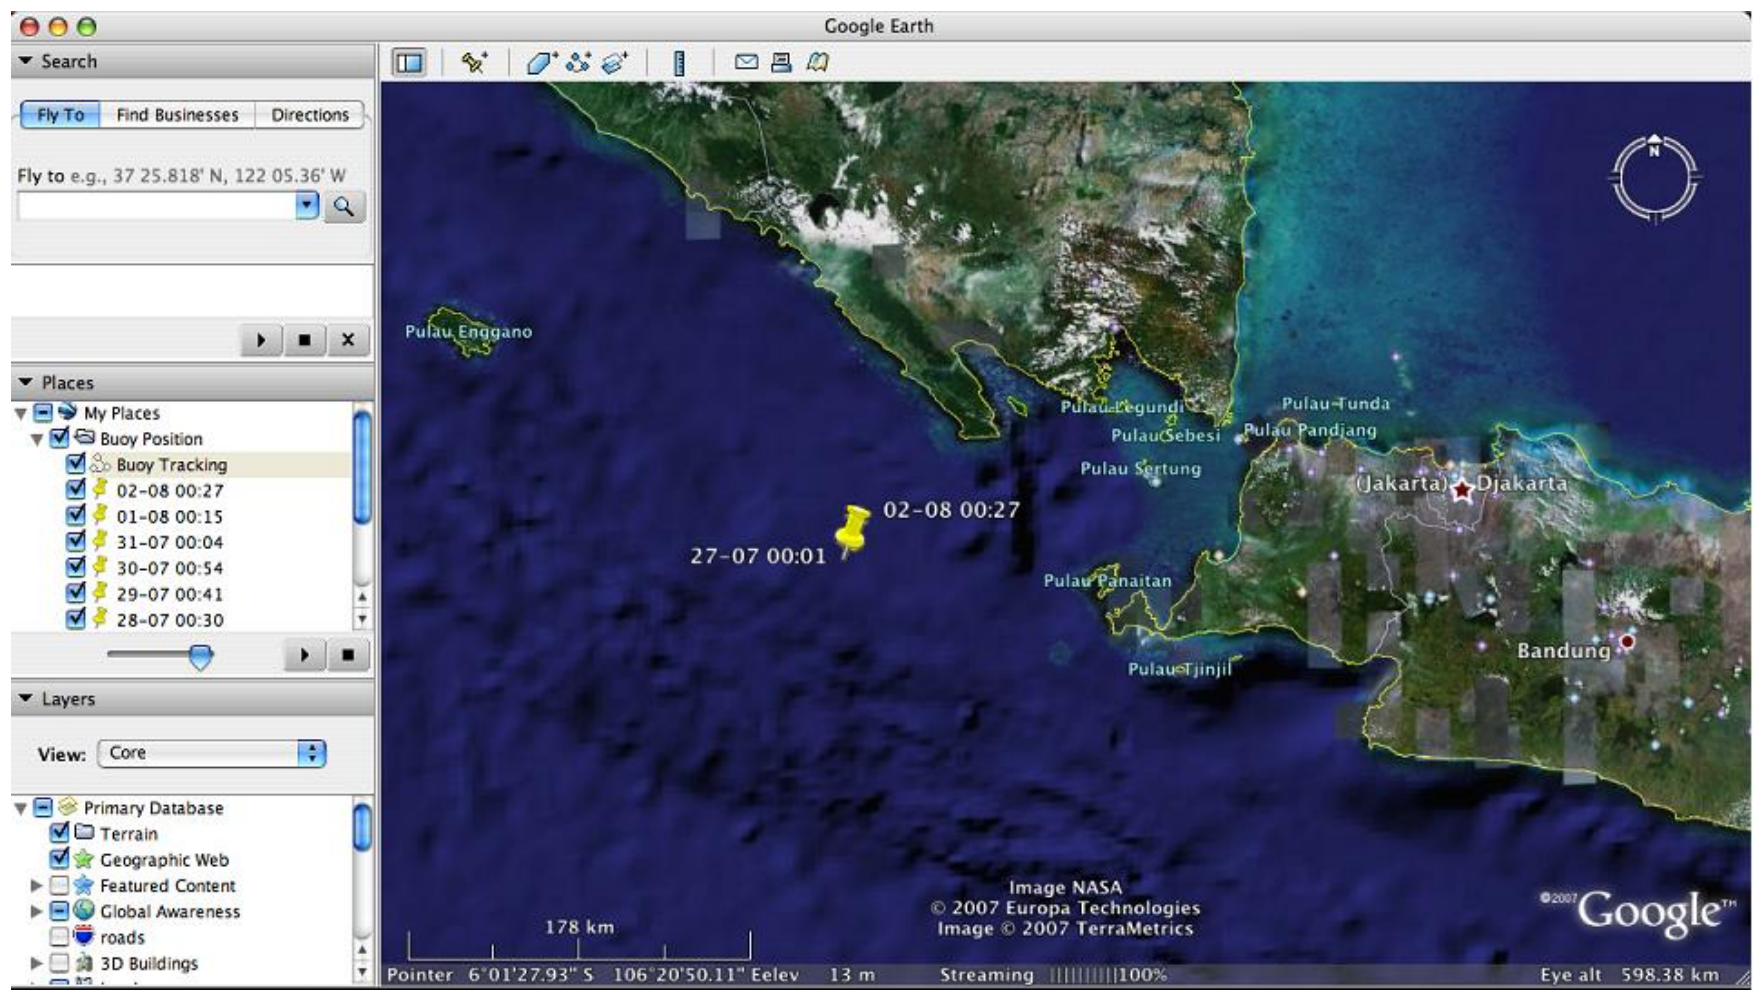 Google Earth
Search
Fly To
Find Businesses
Directions
Fly to e.g., 37 25.818' N, 122 05.36' W
Places
My Places
Buoy Position
Buoy Tracking
02-08 00:27
01-08 00:15
31-07 00:04
30-07 00:54
29-07 00:41
28-07 00:30
Layers
View: Core
Primary Database
Terrain
Geographic Web
Featured Content
Global Awareness
roads
3D Buildings
N
Pulau Enggano
Pulau Legundi
Pulau Tunda
Pulau Sebesi
Pulau Pandjang
Pulau Sertung
(Jakarta) Djakarta
02-08 00:27
27-07 00:01
Pulau Panaitan
Bandung
Pulau Tjinjil
Image NASA
© 2007 Europa Technologies
Image © 2007 TerraMetrics
©2007 Google™
178 km
Pointer 6°01'27.93" S 106°20'50.11" E elev 13 m Streaming ||||||||||100% Eye alt 598.38 km